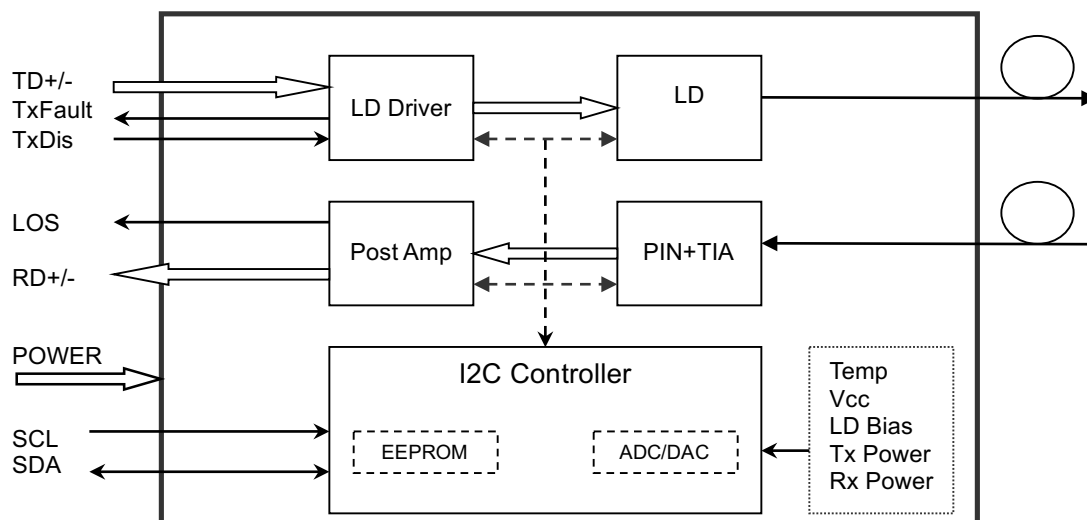 TD+/-
TxFault
TxDis
LD Driver
LD
LOS
RD+/-
Post Amp
PIN+TIA
POWER
SCL
SDA
I2C Controller
EEPROM
ADC/DAC
Temp
Vcc
LD Bias
Tx Power
Rx Power